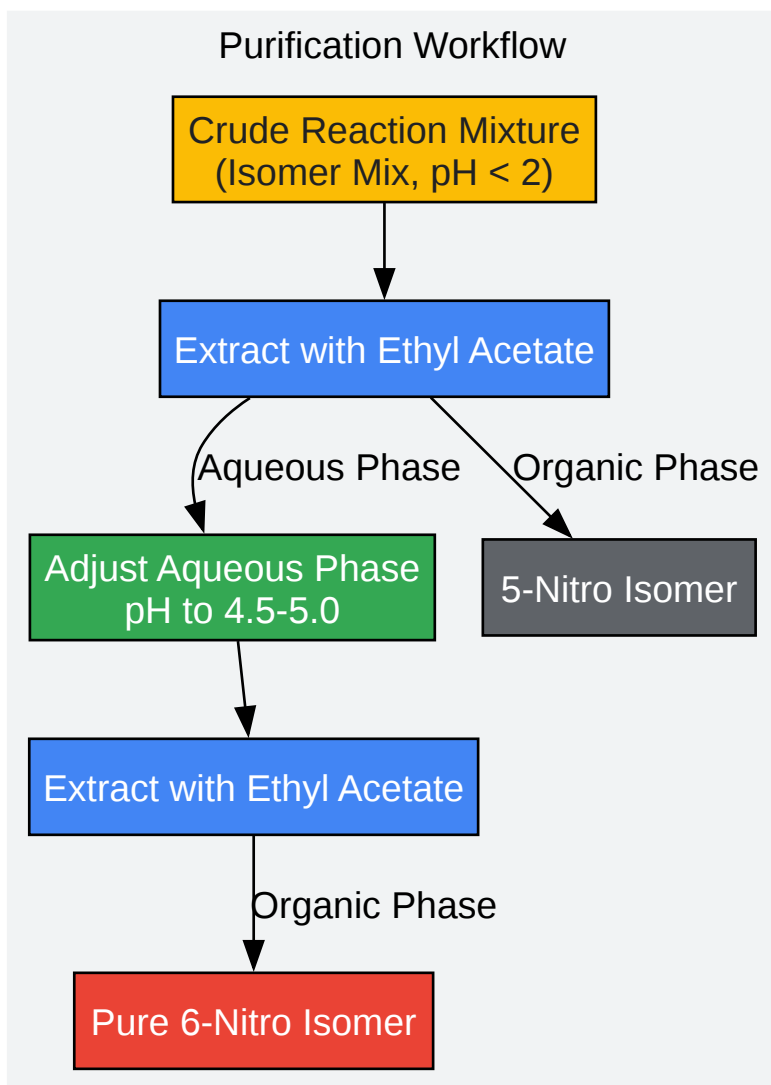 Purification Workflow
Crude Reaction Mixture
(Isomer Mix, pH < 2)
Extract with Ethyl Acetate
Aqueous Phase
Organic Phase
Adjust Aqueous Phase
pH to 4.5-5.0
5-Nitro Isomer
Extract with Ethyl Acetate
Organic Phase
Pure 6-Nitro Isomer